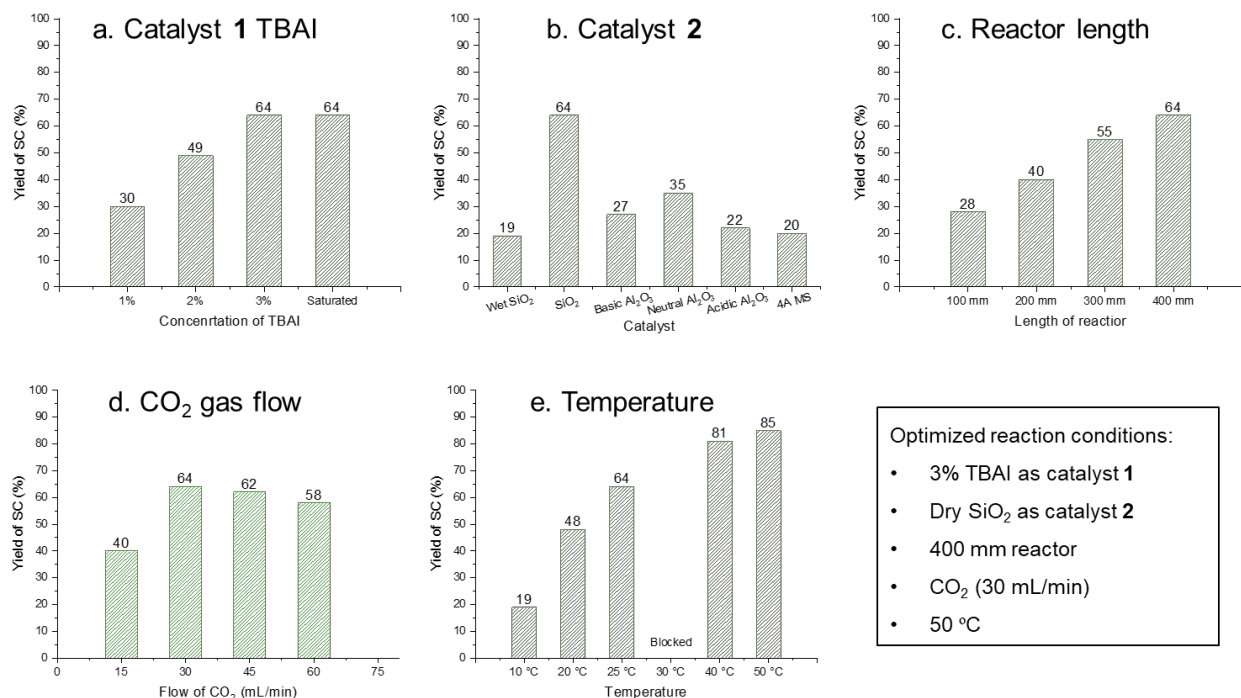 a. Catalyst 1 TBAI
Yield of SC (%)
100
90
80
70
60
50
40
30
20
10
0
30
49
64
64
1%
2%
3%
Saturated
Concenrtation of TBAI
b. Catalyst 2
Yield of SC (%)
100
90
80
70
60
50
40
30
20
10
0
19
64
27
35
22
20
Wet SiO₂
SiO₂
Basic Al₂O₃
Neutral Al₂O₃
Acidic Al₂O₃
4A MS
Catalyst
c. Reactor length
Yield of SC (%)
100
90
80
70
60
50
40
30
20
10
0
28
40
55
64
100 mm
200 mm
300 mm
400 mm
Length of reactior
d. CO₂ gas flow
Yield of SC (%)
100
90
80
70
60
50
40
30
20
10
0
40
64
62
58
15
30
45
60
75
Flow of CO₂ (mL/min)
e. Temperature
Yield of SC (%)
100
90
80
70
60
50
40
30
20
10
0
19
48
64
Blocked
81
85
10 °C
20 °C
25 °C
30 °C
40 °C
50 °C
Temperature
Optimized reaction conditions:
• 3% TBAI as catalyst 1
• Dry SiO₂ as catalyst 2
• 400 mm reactor
• CO₂ (30 mL/min)
• 50 ºC